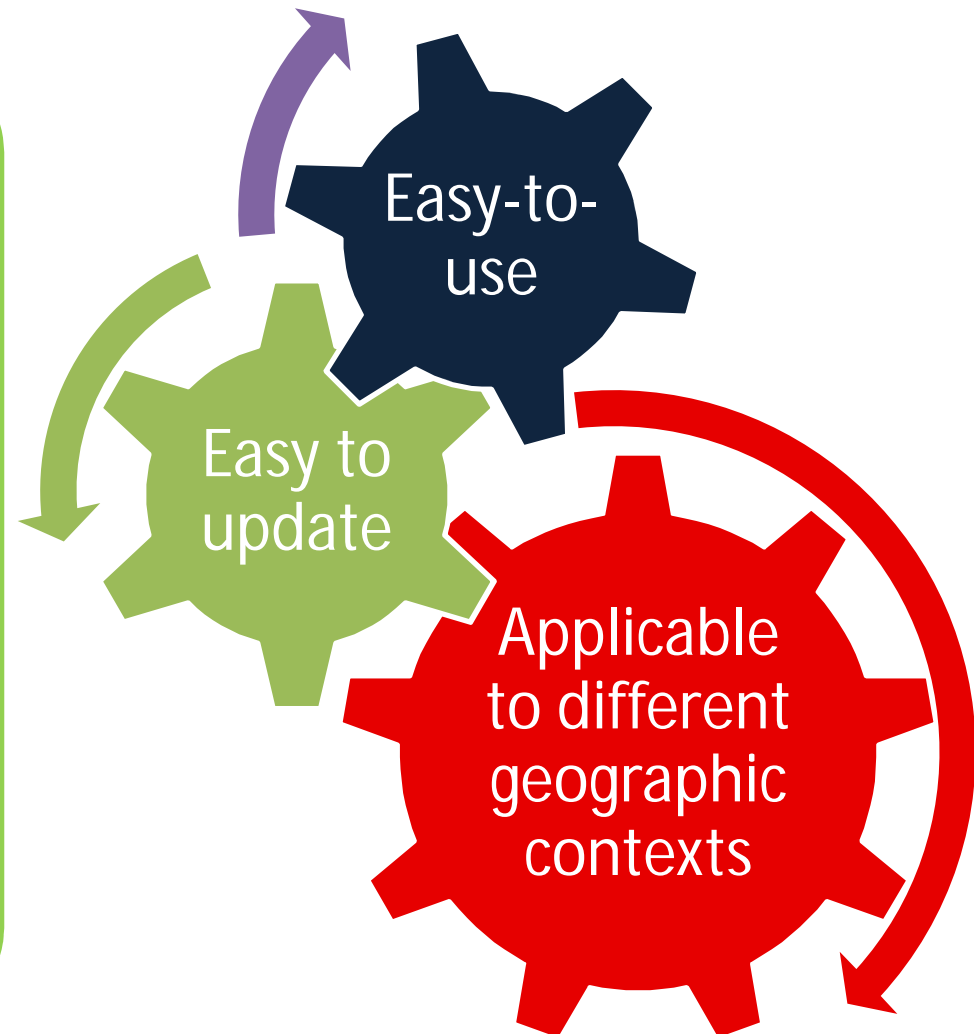 Easy-to-
use
Easy to
update
Applicable
to different
geographic
contexts